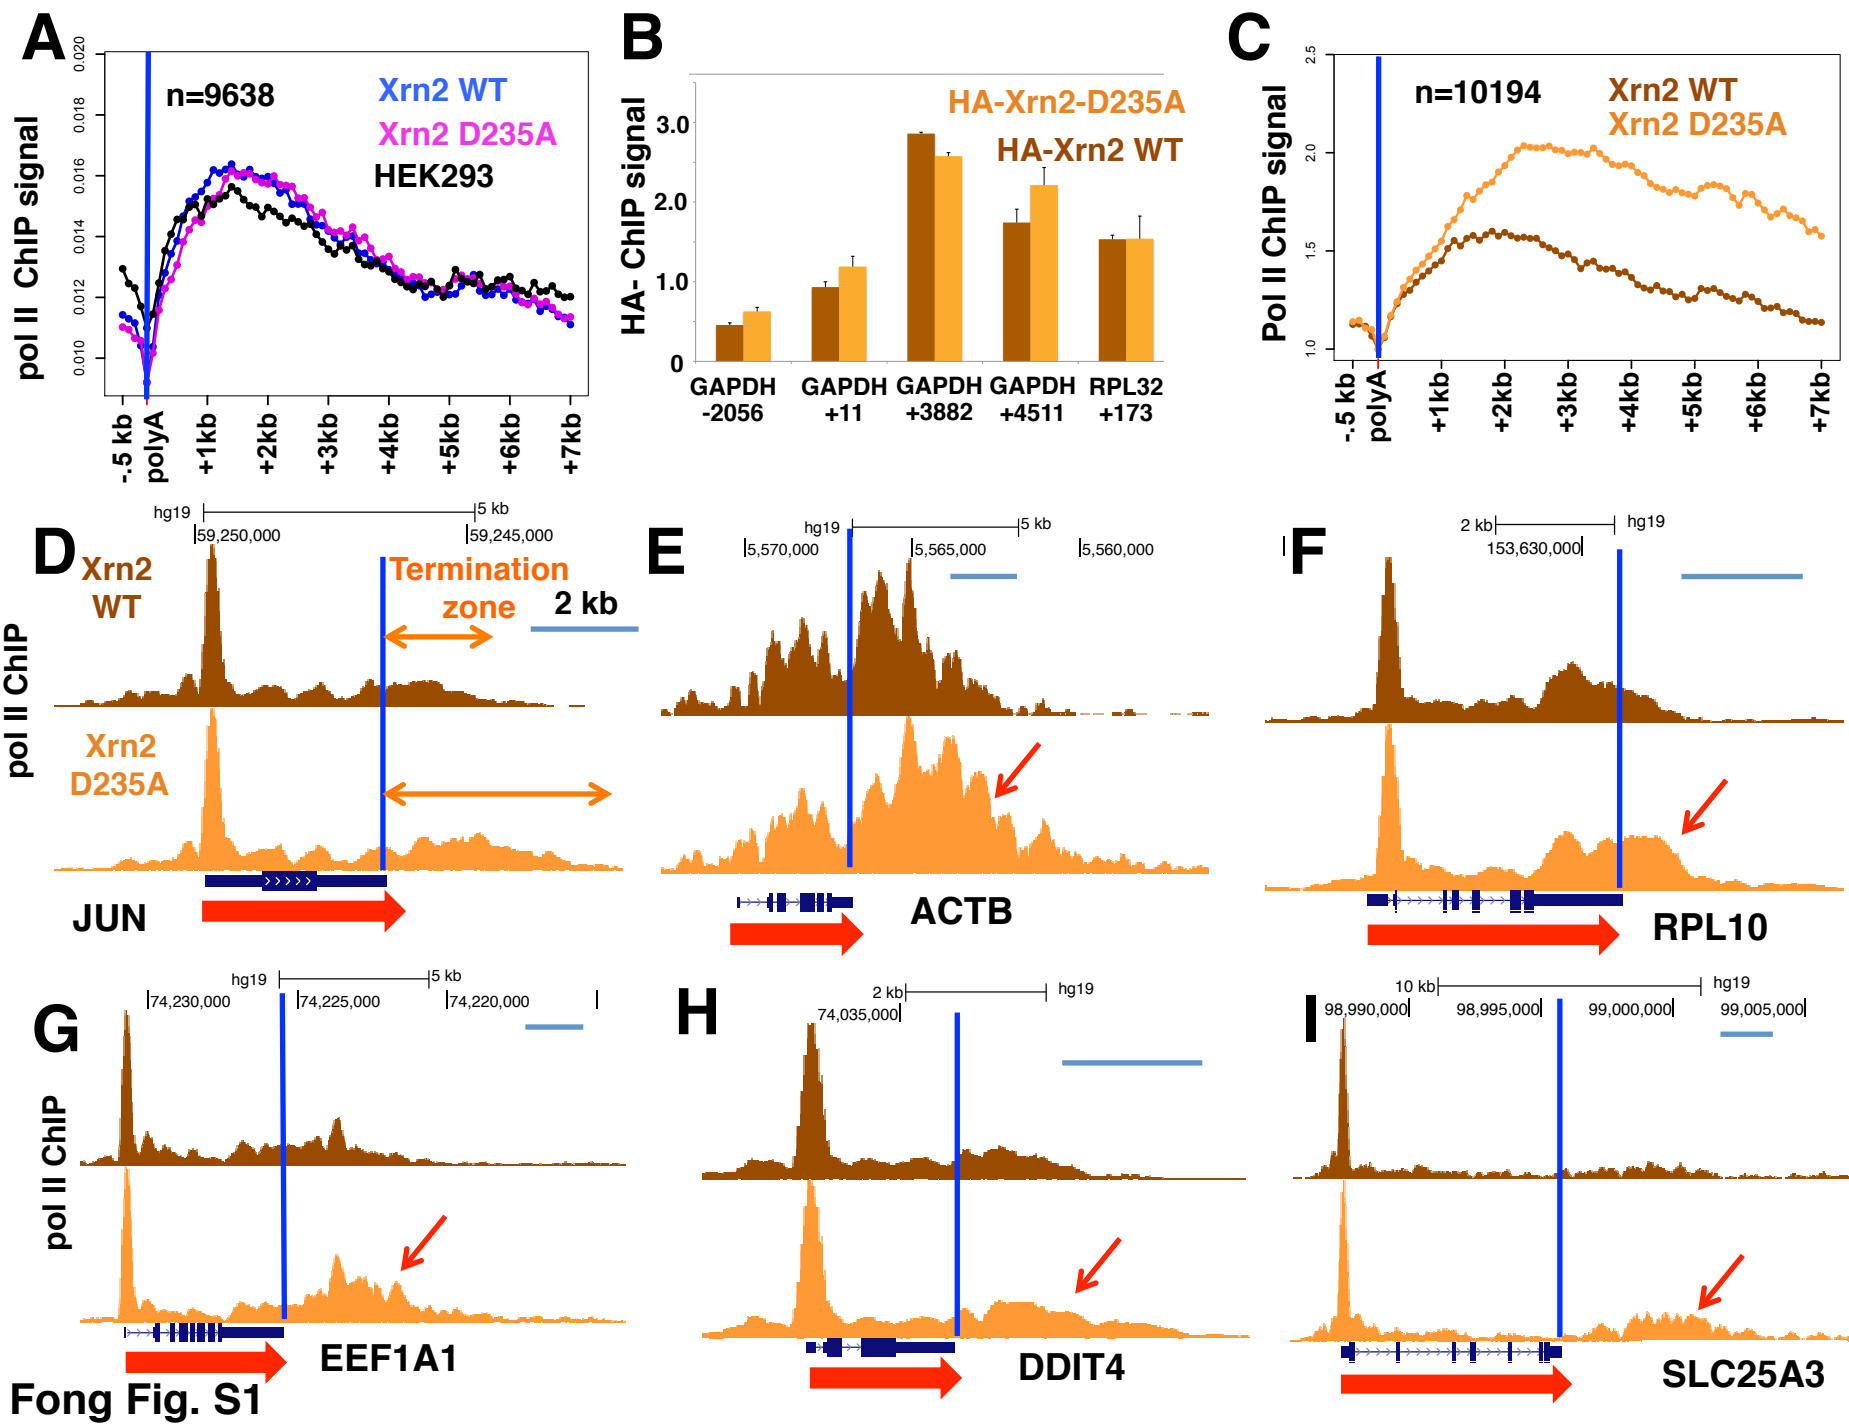 A
pol II ChIP signal
0.020
0.018
0.016
0.014
0.012
0.010
n=9638
Xrn2 WT
Xrn2 D235A
HEK293
-.5 kb
polyA
+1kb
+2kb
+3kb
+4kb
+5kb
+6kb
+7kb
B
HA- ChIP signal
3.0
2.0
1.0
0
HA-Xrn2-D235A
HA-Xrn2 WT
GAPDH
-2056
GAPDH
+11
GAPDH
+3882
GAPDH
+4511
RPL32
+173
C
Pol II ChIP signal
2.5
2.0
1.5
1.0
n=10194
Xrn2 WT
Xrn2 D235A
-.5 kb
polyA
+1kb
+2kb
+3kb
+4kb
+5kb
+6kb
+7kb
D
pol II ChIP
hg19 5 kb
59,250,000 59,245,000
Xrn2
WT
Termination
zone
2 kb
Xrn2
D235A
JUN
E
hg19 5 kb
5,570,000 5,565,000 5,560,000
ACTB
F
2 kb hg19
153,630,000
RPL10
G
pol II ChIP
hg19 5 kb
74,230,000 74,225,000 74,220,000
EEF1A1
H
2 kb hg19
74,035,000
DDIT4
I
10 kb hg19
98,990,000 98,995,000 99,000,000 99,005,000
SLC25A3
Fong Fig. S1